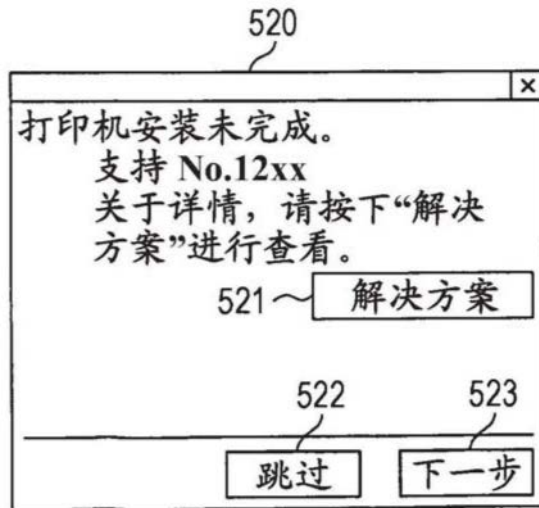 520
×
打印机安装未完成。
支持 No.12xx
关于详情，请按下“解决
方案”进行查看。
521
解决方案
522
523
跳过
下一步